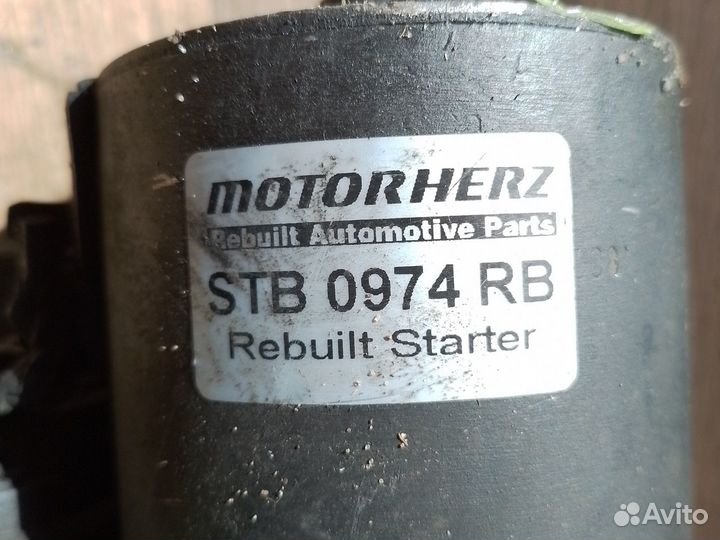 MOTORHERZ
Rebuilt Automotive Parts
STB 0974 RB
Rebuilt Starter
Avito